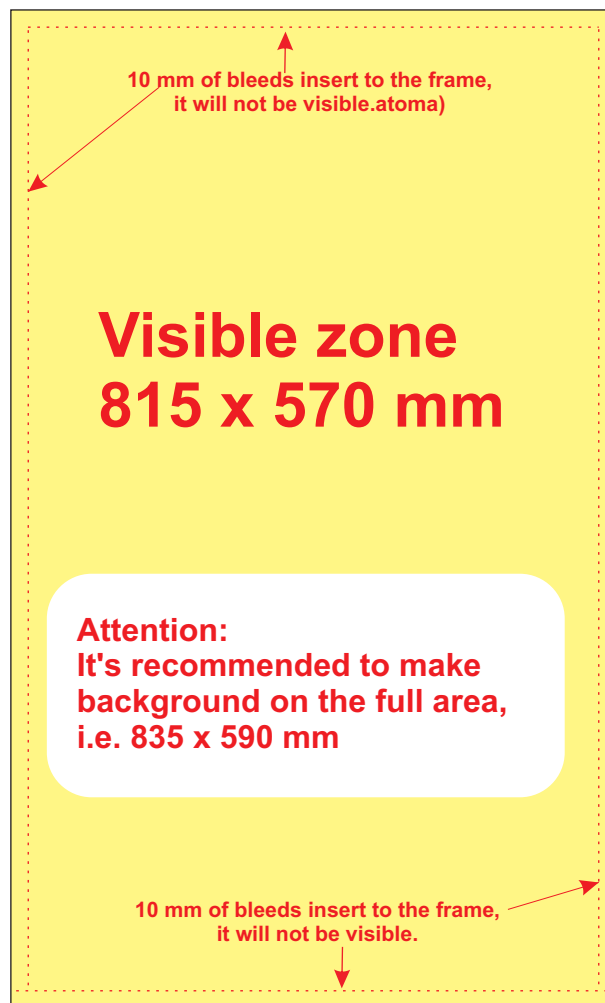 10 mm of bleeds insert to the frame,
it will not be visible.atoma)
Visible zone
815 x 570 mm
Attention:
It's recommended to make
background on the full area,
i.e. 835 x 590 mm
10 mm of bleeds insert to the frame,
it will not be visible.